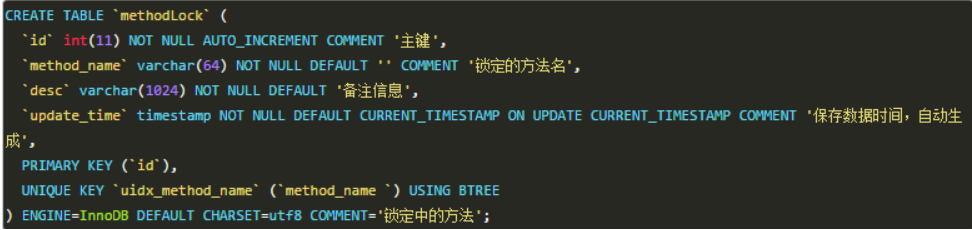 CREATE TABLE `methodLock` (
  `id` int(11) NOT NULL AUTO_INCREMENT COMMENT '主键',
  `method_name` varchar(64) NOT NULL DEFAULT '' COMMENT '锁定的方法名',
  `desc` varchar(1024) NOT NULL DEFAULT '备注信息',
  `update_time` timestamp NOT NULL DEFAULT CURRENT_TIMESTAMP ON UPDATE CURRENT_TIMESTAMP COMMENT '保存数据时间，自动生
成',
  PRIMARY KEY (`id`),
  UNIQUE KEY `uidx_method_name` (`method_name `) USING BTREE
) ENGINE=InnoDB DEFAULT CHARSET=utf8 COMMENT='锁定中的方法';